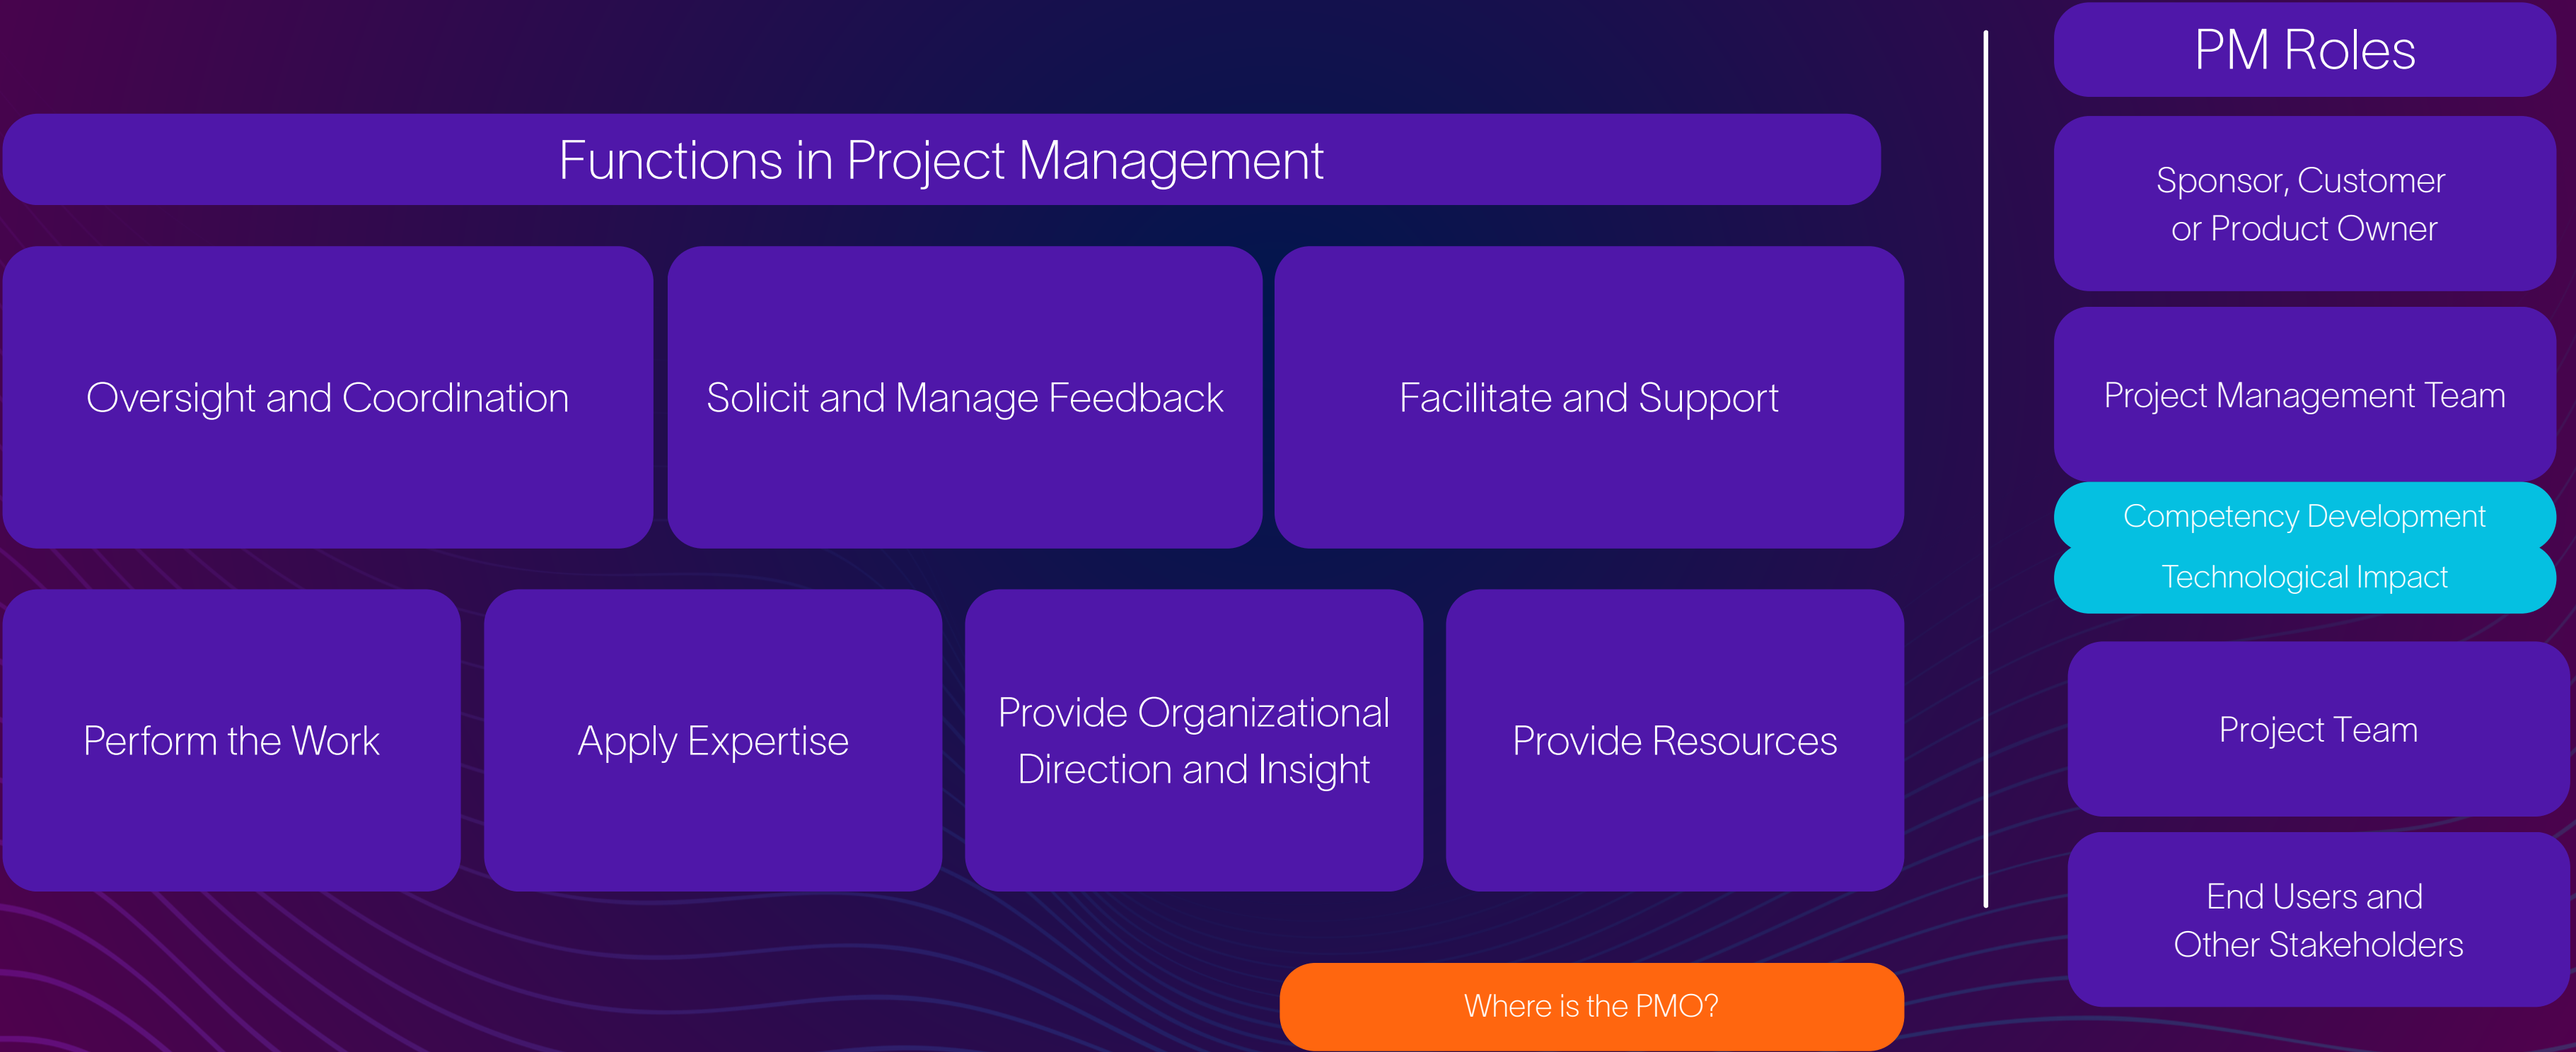 Functions in Project Management
Oversight and Coordination
Solicit and Manage Feedback
Facilitate and Support
Perform the Work
Apply Expertise
Provide Organizational
Direction and Insight
Provide Resources
Where is the PMO?
PM Roles
Sponsor, Customer
or Product Owner
Project Management Team
Competency Development
Technological Impact
Project Team
End Users and
Other Stakeholders